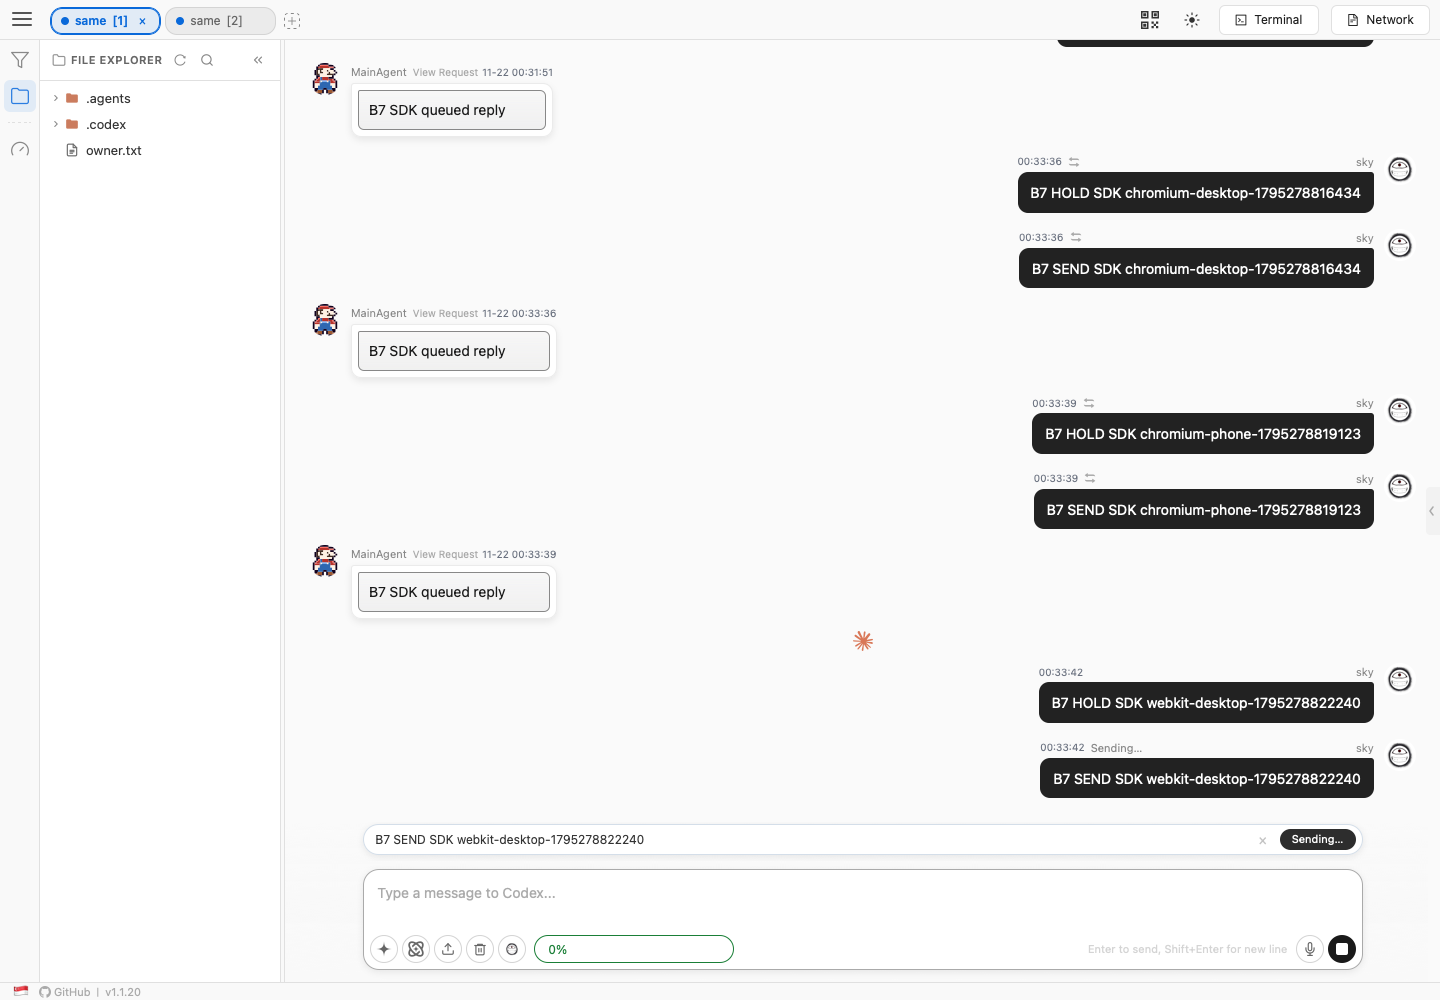 same [1] ×
same [2]
Terminal
Network
FILE EXPLORER
.agents
.codex
owner.txt
MainAgent View Request 11-22 00:31:51
B7 SDK queued reply
00:33:36 sky
B7 HOLD SDK chromium-desktop-1795278816434
00:33:36 sky
B7 SEND SDK chromium-desktop-1795278816434
MainAgent View Request 11-22 00:33:36
B7 SDK queued reply
00:33:39 sky
B7 HOLD SDK chromium-phone-1795278819123
00:33:39 sky
B7 SEND SDK chromium-phone-1795278819123
MainAgent View Request 11-22 00:33:39
B7 SDK queued reply
00:33:42 sky
B7 HOLD SDK webkit-desktop-1795278822240
00:33:42 Sending... sky
B7 SEND SDK webkit-desktop-1795278822240
B7 SEND SDK webkit-desktop-1795278822240 × Sending...
Type a message to Codex...
0%
Enter to send, Shift+Enter for new line
GitHub | v1.1.20